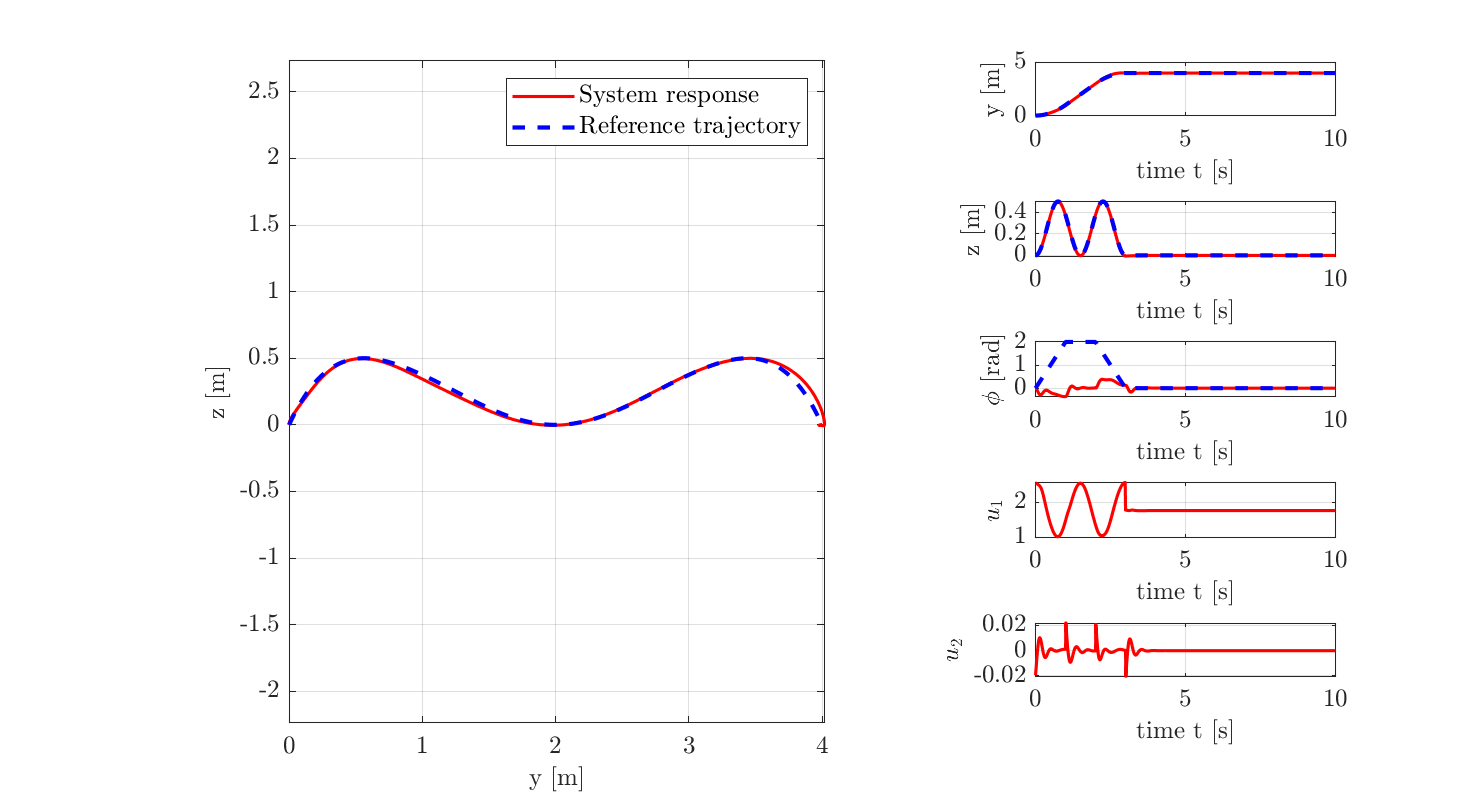 System response
Reference trajectory
2.5
2
1.5
1
0.5
0
-0.5
-1
-1.5
-2
z [m]
0 1 2 3 4
y [m]
5
0
y [m]
0 5 10
time t [s]
0.4
0.2
0
z [m]
0 5 10
time t [s]
2
1
0
ϕ [rad]
0 5 10
time t [s]
2
1
u₁
0 5 10
time t [s]
0.02
0
-0.02
u₂
0 5 10
time t [s]